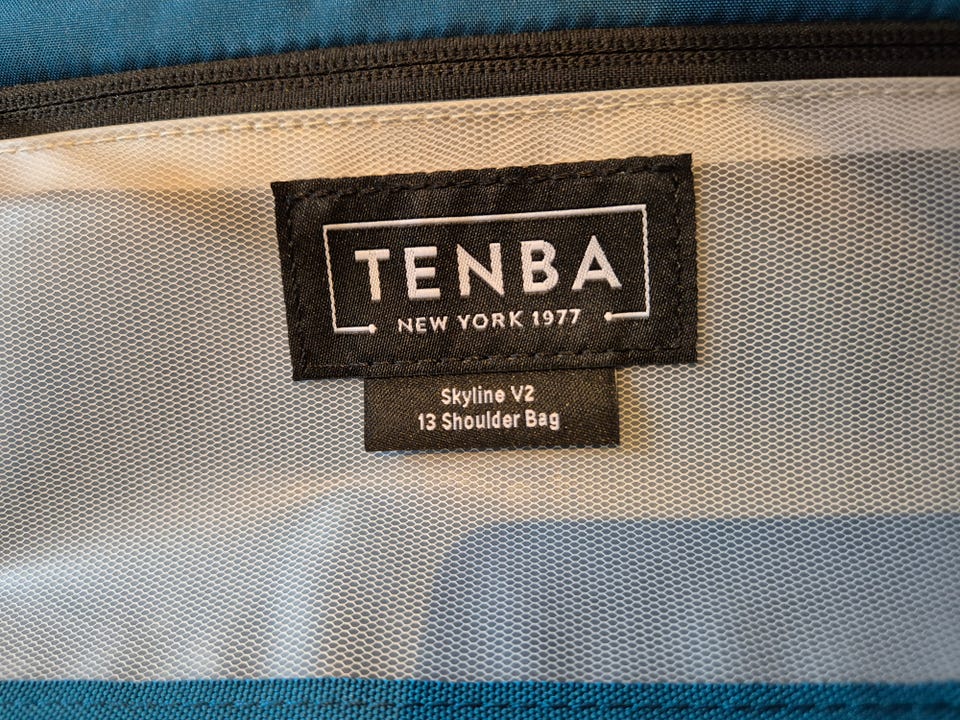 TENBA
NEW YORK 1977
Skyline V2
13 Shoulder Bag